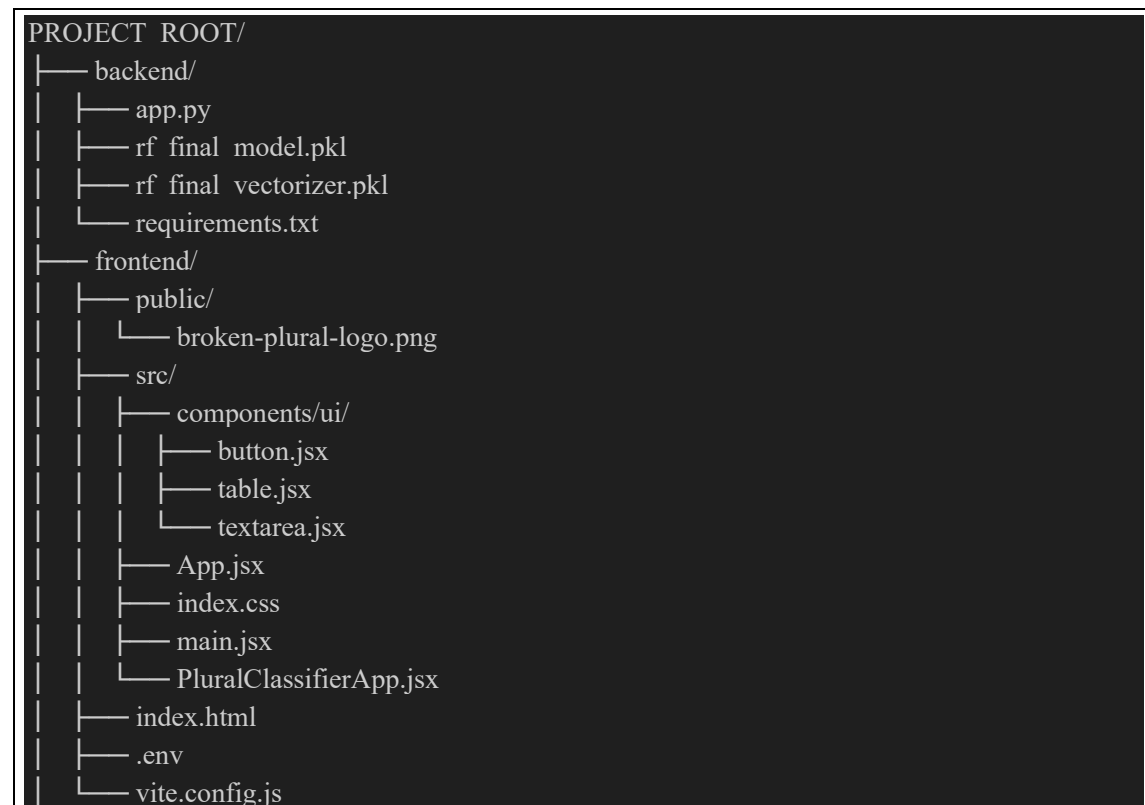 PROJECT ROOT/
├── backend/
│ ├── app.py
│ ├── rf final model.pkl
│ ├── rf final vectorizer.pkl
│ └── requirements.txt
├── frontend/
│ ├── public/
│ │ └── broken-plural-logo.png
│ ├── src/
│ │ ├── components/ui/
│ │ │ ├── button.jsx
│ │ │ ├── table.jsx
│ │ │ └── textarea.jsx
│ │ ├── App.jsx
│ │ ├── index.css
│ │ ├── main.jsx
│ │ └── PluralClassifierApp.jsx
│ ├── index.html
│ ├── .env
│ └── vite.config.js